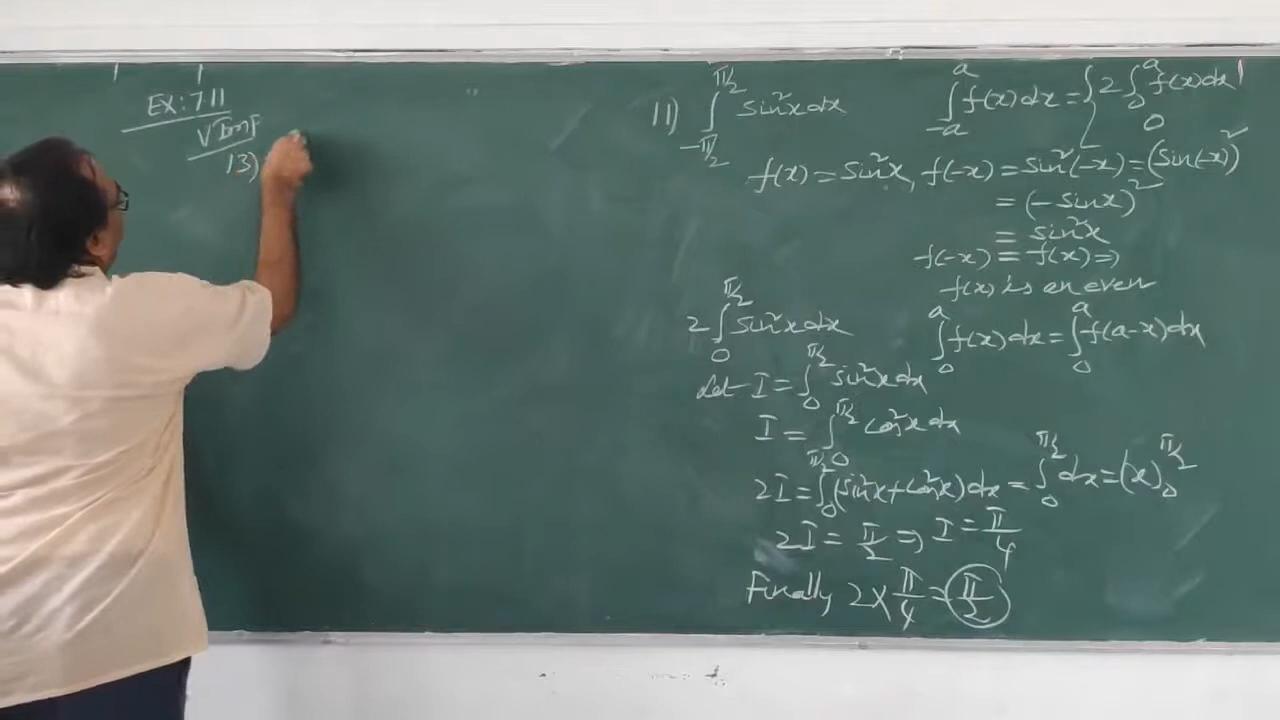 Ex: 7.11
V Imp
13)
11) ∫_{-π/2}^{π/2} sin²x dx
∫_{-a}^{a} f(x) dx = { 2 ∫_0^a f(x) dx
0
f(x) = sin²x, f(-x) = sin²(-x) = (sin(-x))²
= (-sinx)²
= sin²x
f(-x) = f(x) ⇒
f(x) is an even
2 ∫_0^{π/2} sin²x dx
∫_0^a f(x) dx = ∫_0^a f(a-x) dx
Let I = ∫_0^{π/2} sin²x dx
I = ∫_0^{π/2} cos²x dx
2I = ∫_0^{π/2} (sin²x + cos²x) dx = ∫_0^{π/2} dx = (x)_0^{π/2}
2I = π/2 ⇒ I = π/4
Finally 2 × π/4 = π/2